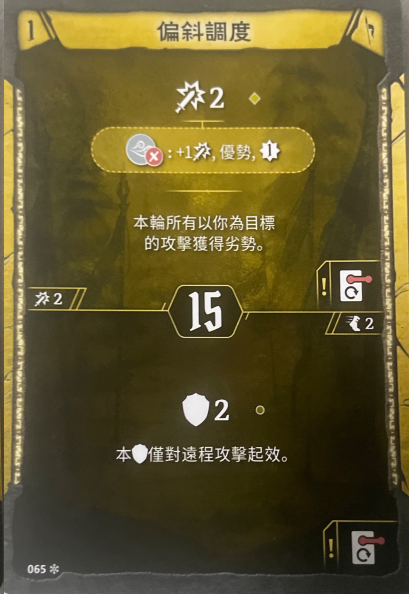 1 偏斜調度
2
: +1 , 優勢, 1
本輪所有以你為目標
的攻擊獲得劣勢。
!
2 15 2
2
本 僅對遠程攻擊起效。
!
065